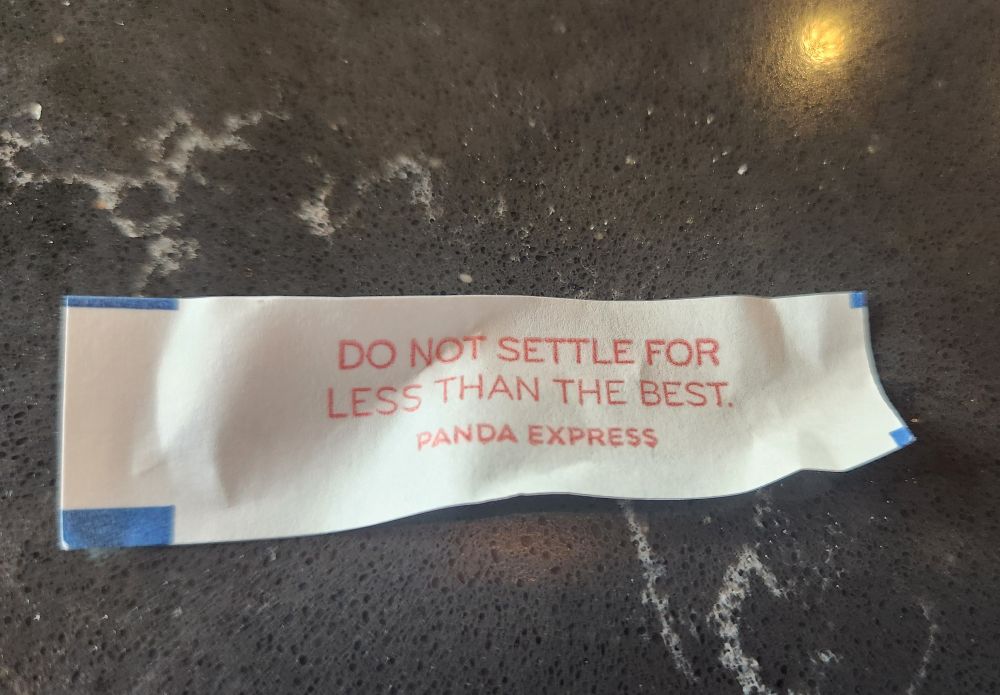 DO NOT SETTLE FOR
LESS THAN THE BEST.
PANDA EXPRESS